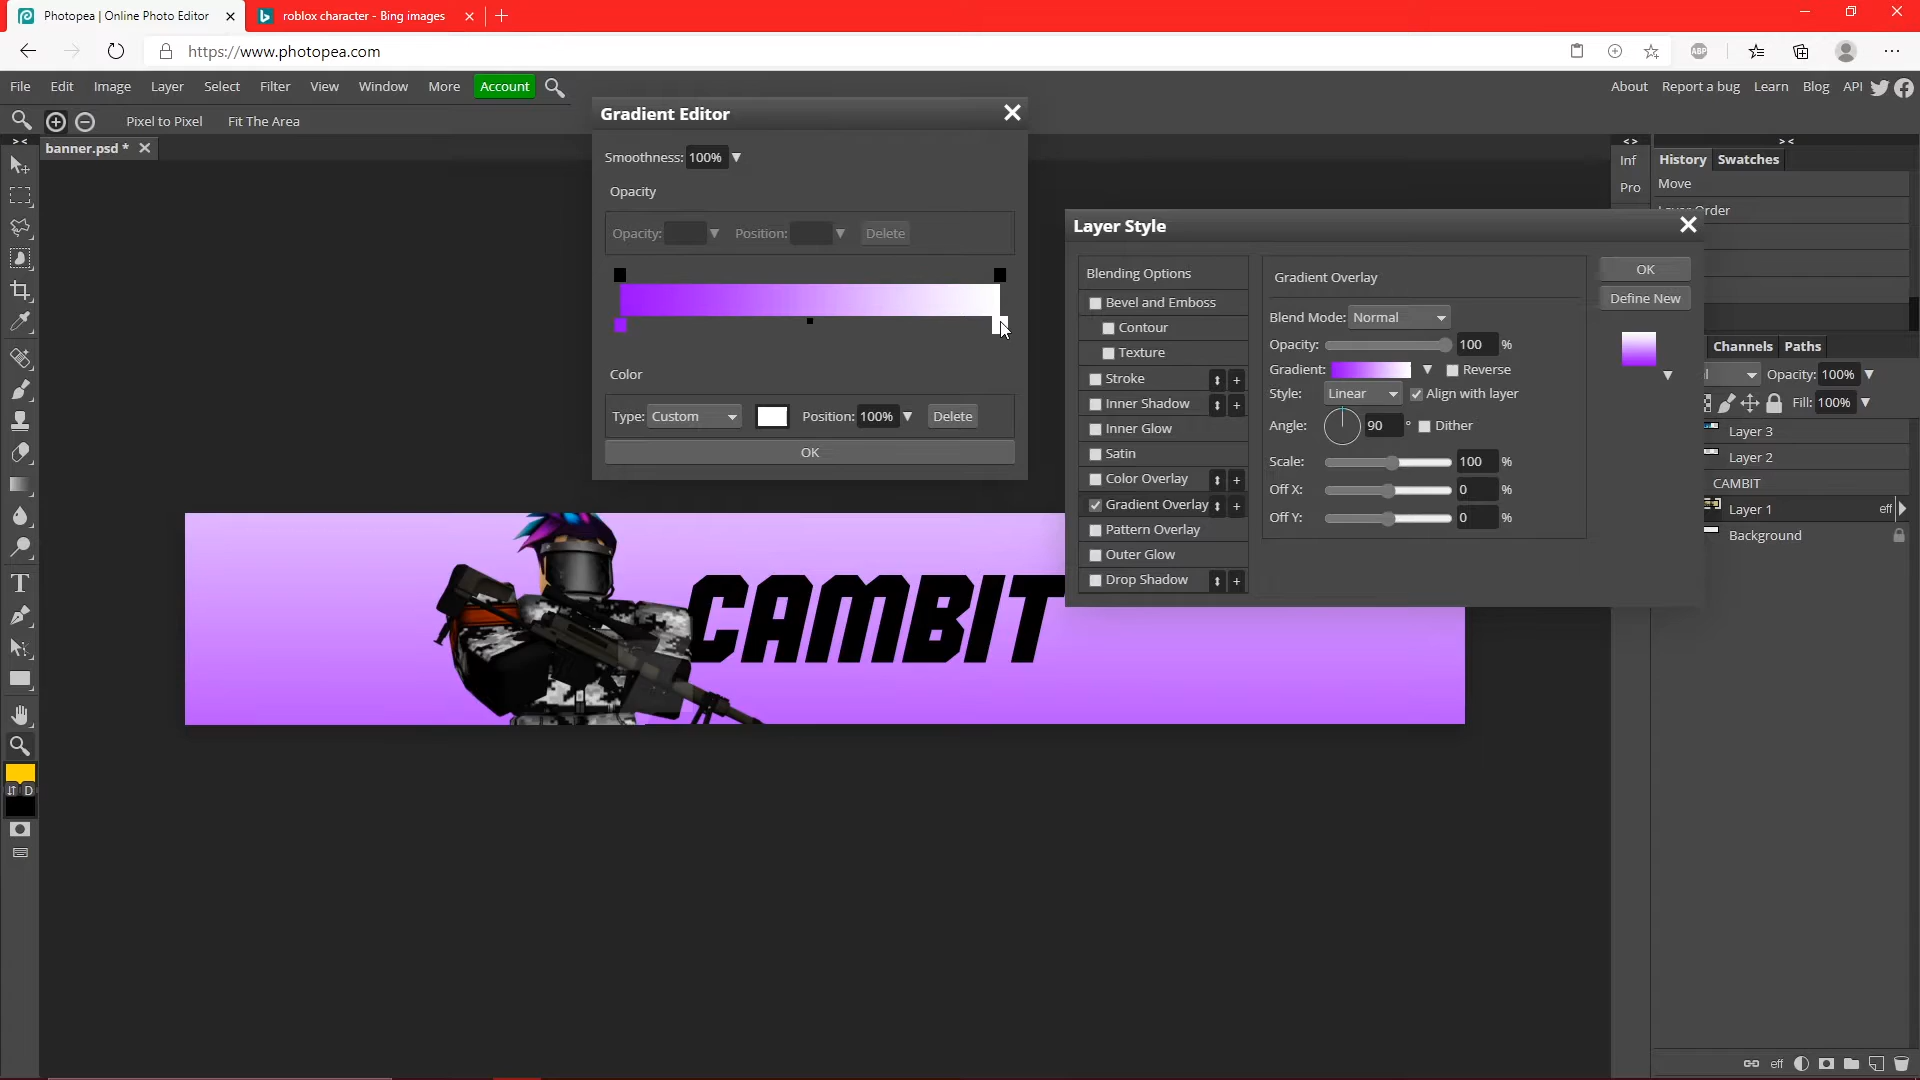 Photopea | Online Photo Editor
roblox character - Bing images
https://www.photopea.com
ABP
File Edit Image Layer Select Filter View Window More Account
About Report a bug Learn Blog API
Pixel to Pixel Fit The Area
banner.psd *
Gradient Editor
Smoothness: 100%
Opacity
Opacity: Position: Delete
Color
Type: Custom Position: 100% Delete
OK
Layer Style
Blending Options
Bevel and Emboss
Contour
Texture
Stroke
Inner Shadow
Inner Glow
Satin
Color Overlay
Gradient Overlay
Pattern Overlay
Outer Glow
Drop Shadow
Gradient Overlay
Blend Mode: Normal
Opacity: 100 %
Gradient: Reverse
Style: Linear Align with layer
Angle: 90 ° Dither
Scale: 100 %
Off X: 0 %
Off Y: 0 %
OK
Define New
Inf
Pro
History Swatches
Move
Layer Order
Channels Paths
Opacity: 100%
Fill: 100%
Layer 3
Layer 2
CAMBIT
Layer 1 eff
Background
CAMBIT
T
D
eff